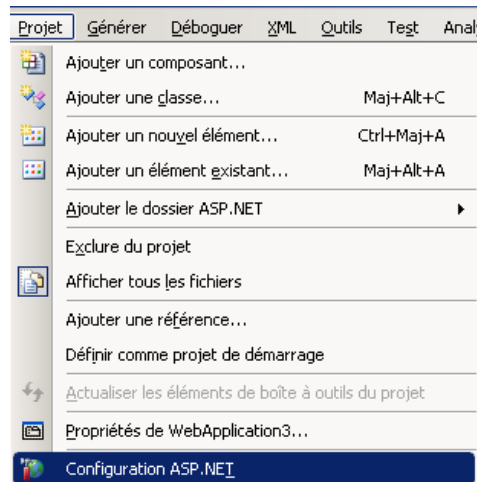 Projet Générer Déboguer XML Outils Test Anal
Ajouter un composant...
Ajouter une classe... Maj+Alt+C
Ajouter un nouvel élément... Ctrl+Maj+A
Ajouter un élément existant... Maj+Alt+A
Ajouter le dossier ASP.NET
Exclure du projet
Afficher tous les fichiers
Ajouter une référence...
Définir comme projet de démarrage
Actualiser les éléments de boîte à outils du projet
Propriétés de WebApplication3...
Configuration ASP.NET